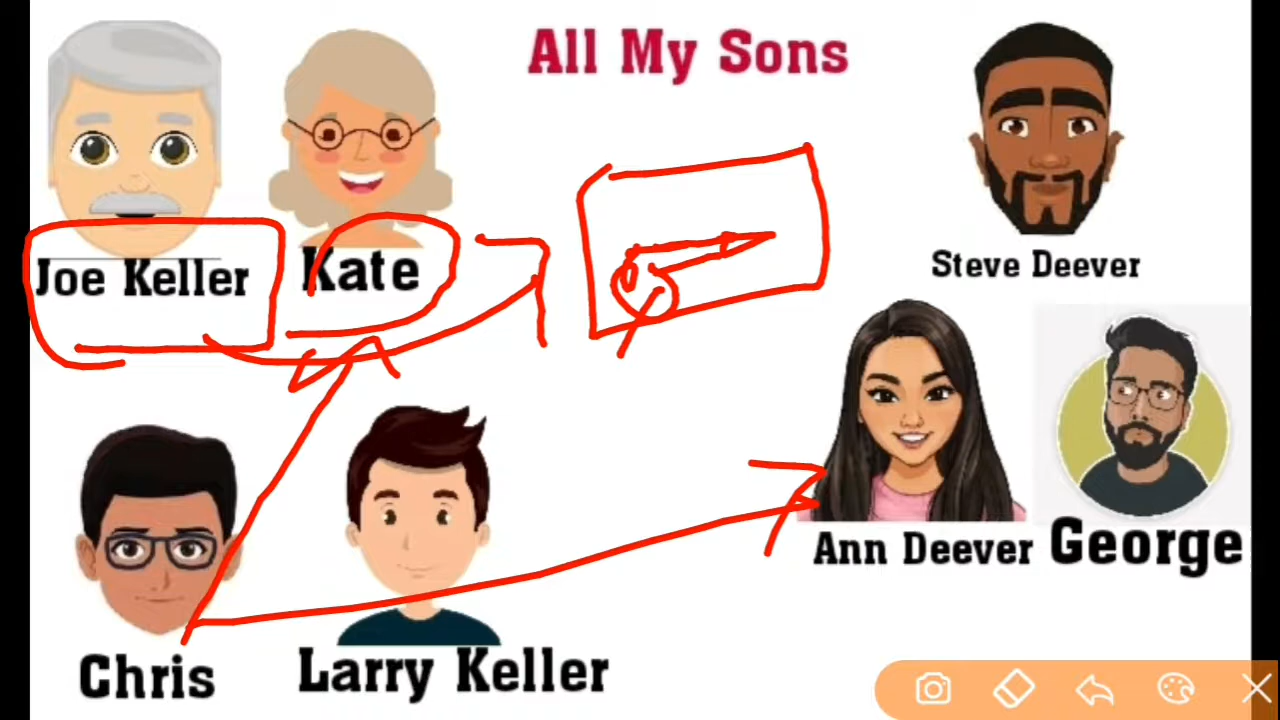 All My Sons
Joe Keller
Kate
Steve Deever
Ann Deever
George
Chris
Larry Keller